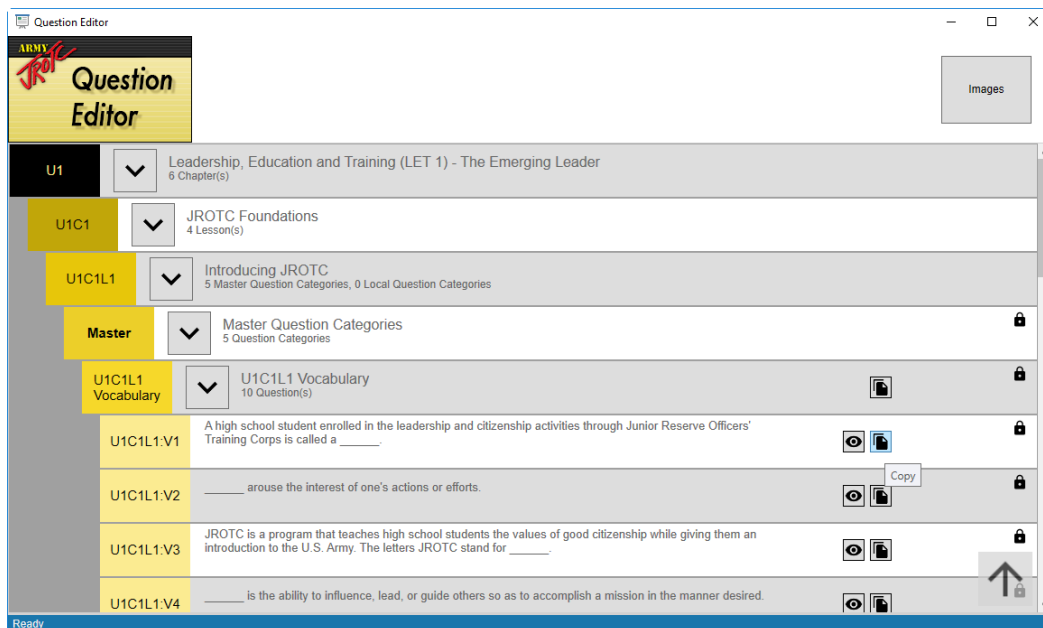 Question Editor
ARMY
JROTC
Question
Editor
Images
U1
Leadership, Education and Training (LET 1) - The Emerging Leader
6 Chapter(s)
U1C1
JROTC Foundations
4 Lesson(s)
U1C1L1
Introducing JROTC
5 Master Question Categories, 0 Local Question Categories
Master
Master Question Categories
5 Question Categories
U1C1L1
Vocabulary
U1C1L1 Vocabulary
10 Question(s)
U1C1L1:V1
A high school student enrolled in the leadership and citizenship activities through Junior Reserve Officers'
Training Corps is called a ______.
Copy
U1C1L1:V2
______ arouse the interest of one's actions or efforts.
U1C1L1:V3
JROTC is a program that teaches high school students the values of good citizenship while giving them an
introduction to the U.S. Army. The letters JROTC stand for ______.
U1C1L1:V4
______ is the ability to influence, lead, or guide others so as to accomplish a mission in the manner desired.
Ready